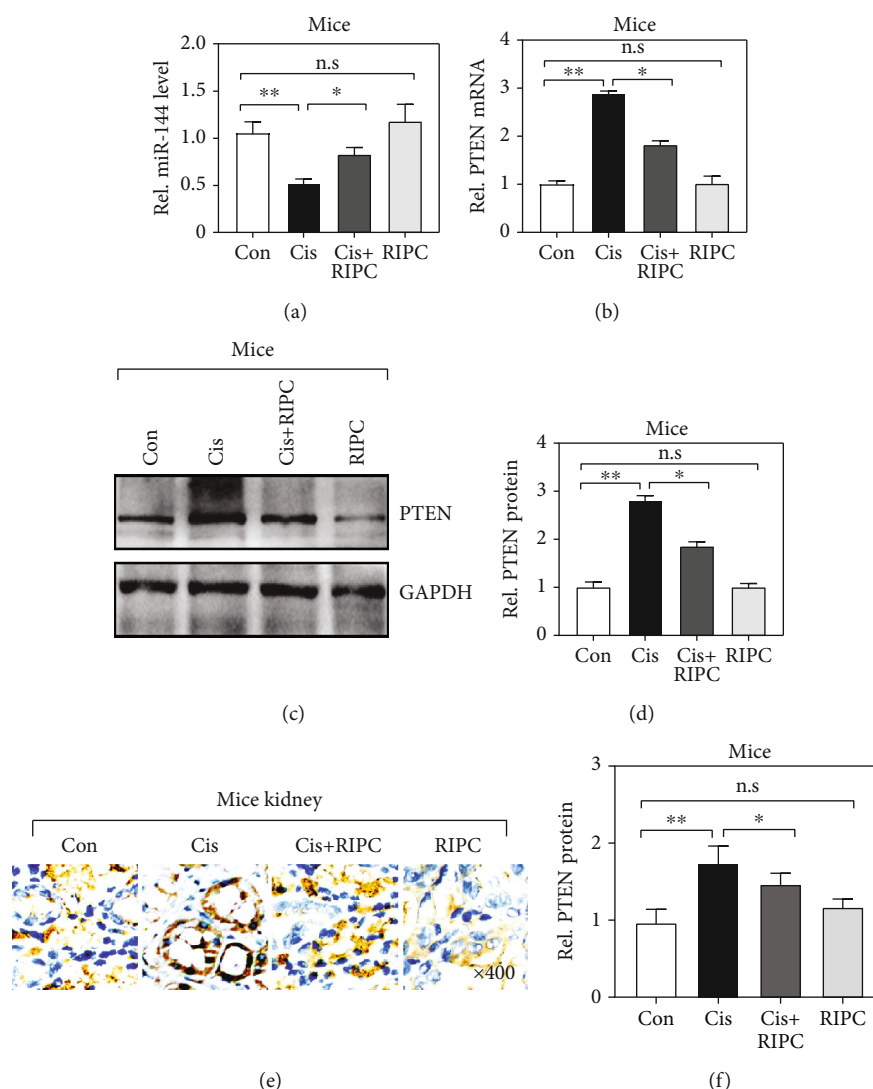 Mice
Rel. miR-144 level
2.0
1.5
1.0
0.5
0.0
n.s
**
*
Con
Cis
Cis+
RIPC
RIPC
(a)
Mice
Rel. PTEN mRNA
4
3
2
1
0
n.s
**
*
Con
Cis
Cis+
RIPC
RIPC
(b)
Mice
Con
Cis
Cis+RIPC
RIPC
PTEN
GAPDH
(c)
Mice
Rel. PTEN protein
4
3
2
1
0
n.s
**
*
Con
Cis
Cis+
RIPC
RIPC
(d)
Mice kidney
Con
Cis
Cis+RIPC
RIPC
×400
(e)
Mice
Rel. PTEN protein
3
2
1
0
n.s
**
*
Con
Cis
Cis+
RIPC
RIPC
(f)